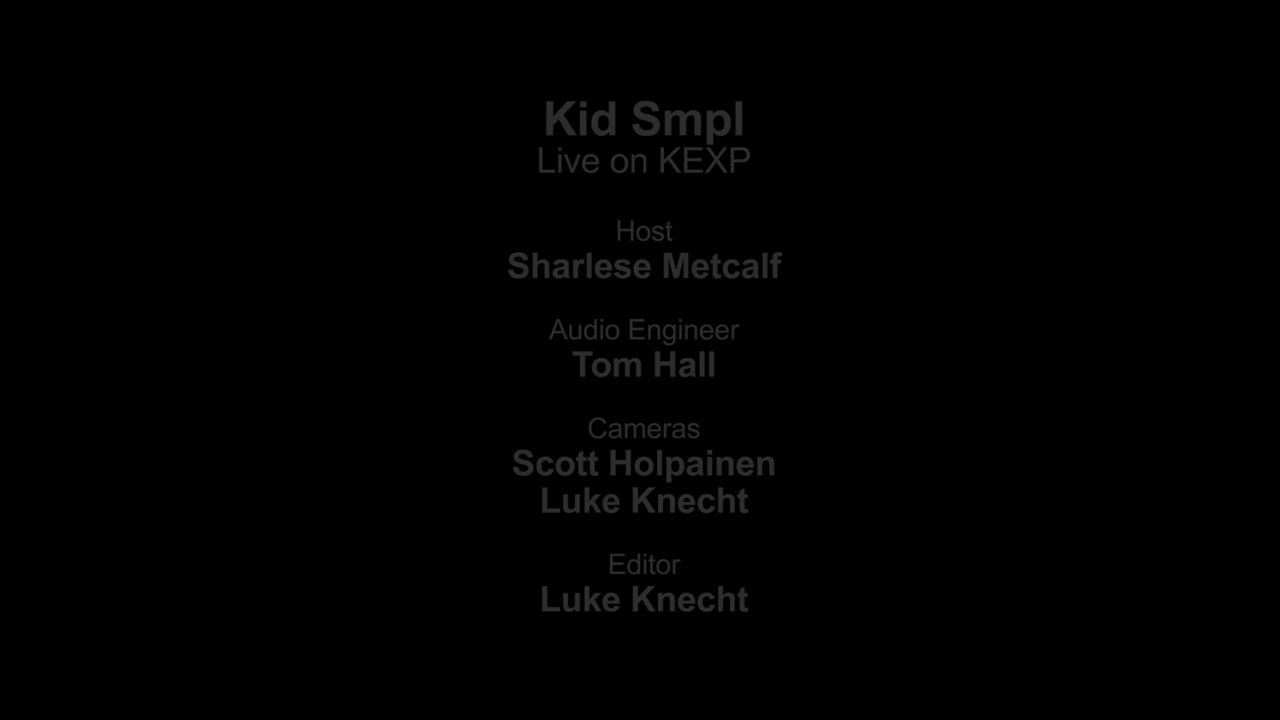 Kid Smpl
Live on KEXP
Host
Sharlese Metcalf
Audio Engineer
Tom Hall
Cameras
Scott Holpainen
Luke Knecht
Editor
Luke Knecht